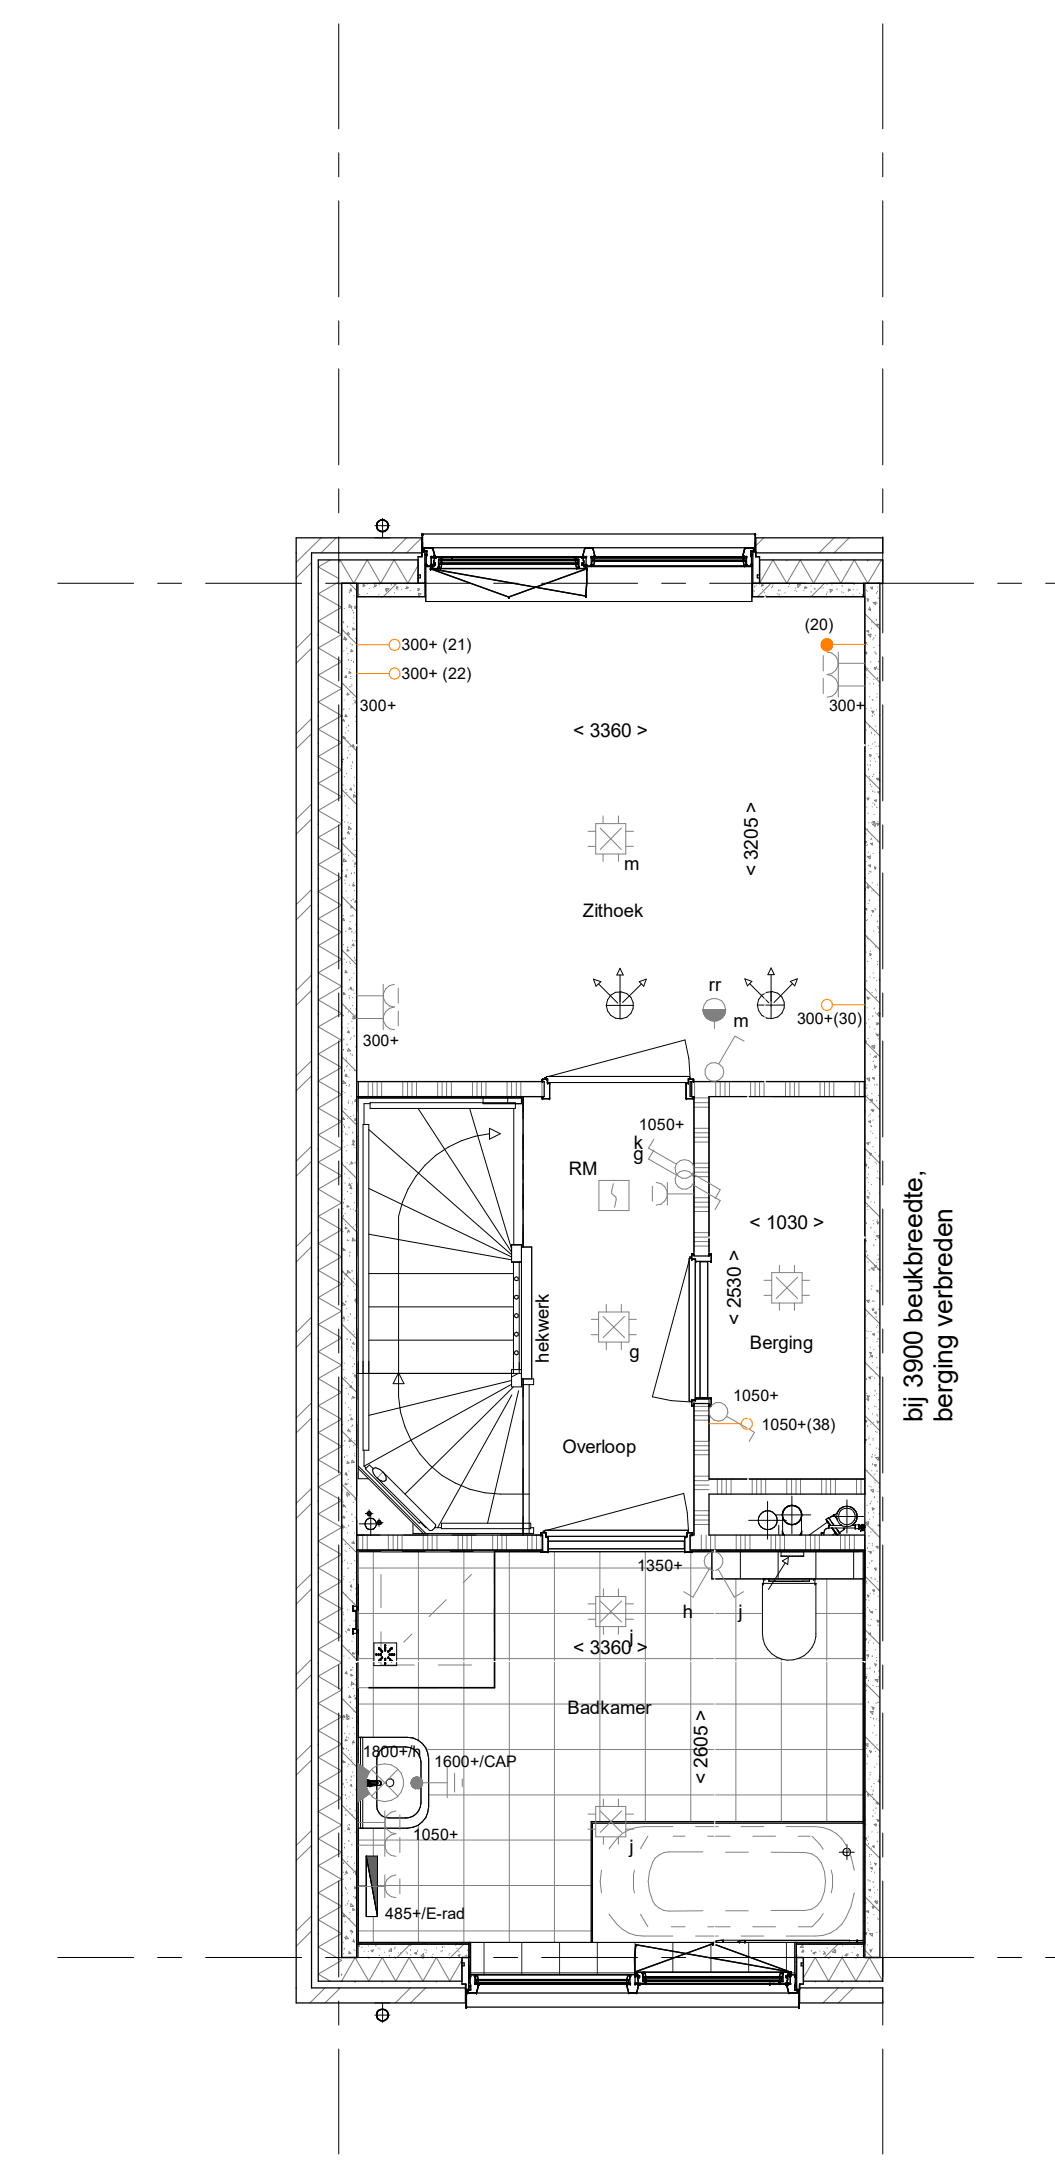 (20)
300+ (21)
300+ (22)
300+
300+
< 3360 >
< 3205 >
m
Zithoek
rr
m
300+(30)
300+
1050+
k
g
RM
< 1030 >
< 2530 >
hekwerk
g
Berging
1050+
1050+(38)
Overloop
bij 3900 beukbreedte,
berging verbreden
1350+
h
j
j
< 3360 >
Badkamer
< 2605 >
1800+/h
1600+/CAP
1050+
j
485+/E-rad